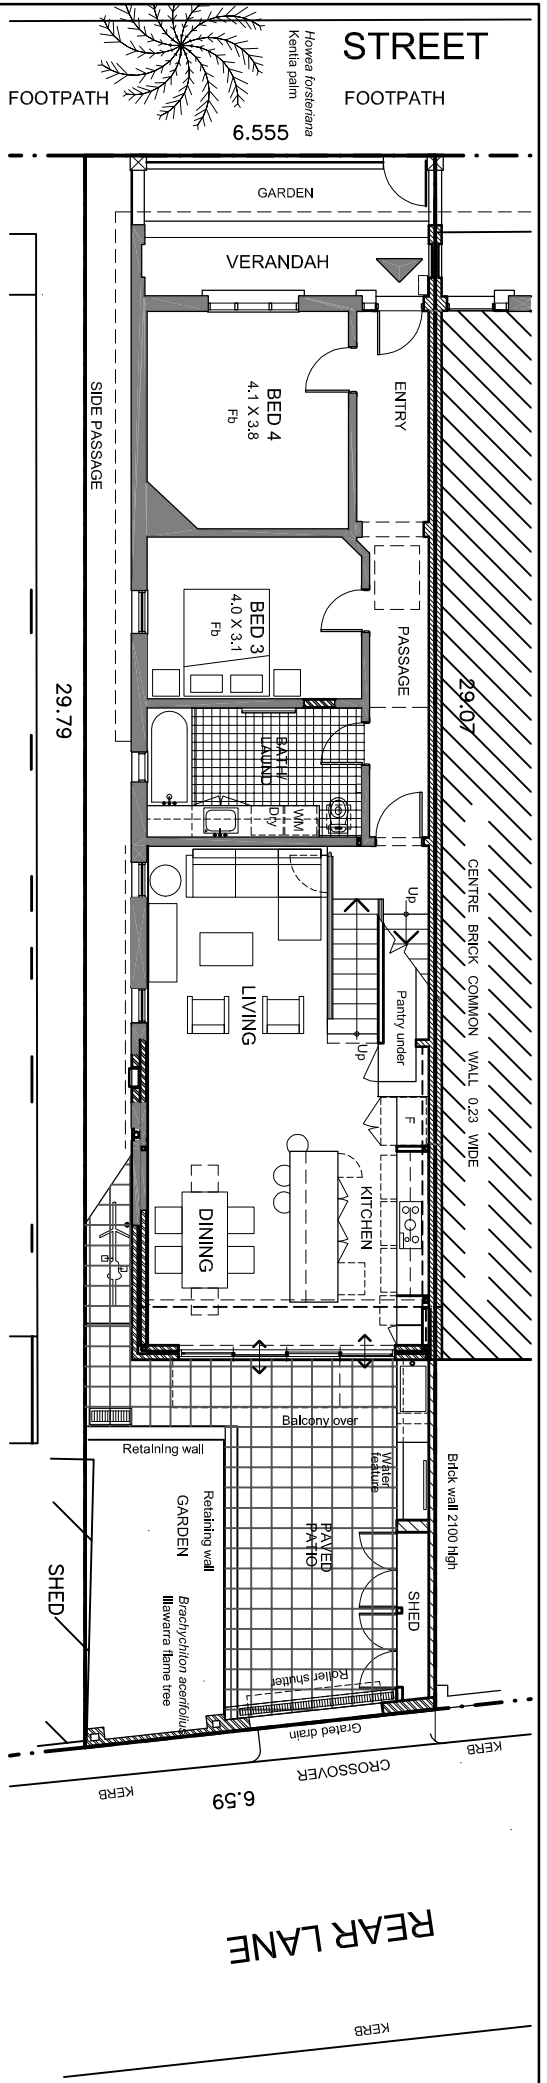 STREET
Howea forsteriana
Kentia palm
FOOTPATH
FOOTPATH
6.555
GARDEN
VERANDAH
ENTRY
BED 4
4.1 X 3.8
Fb
SIDE PASSAGE
PASSAGE
BED 3
4.0 X 3.1
Fb
29.79
29.07
BATH/
LAUND
WM
Dry
CENTRE BRICK COMMON WALL 0.23 WIDE
Up
Pantry under
Up
LIVING
F
KITCHEN
DINING
Balcony over
Retaining wall
Water
feature
Brick wall 2100 high
Retaining wall
GARDEN
PAVED
PATIO
SHED
SHED
Brachychiton acerifolius
Illawarra flame tree
Roller shutter
Grated drain
KERB
CROSSOVER
KERB
6.59
REAR LANE
KERB